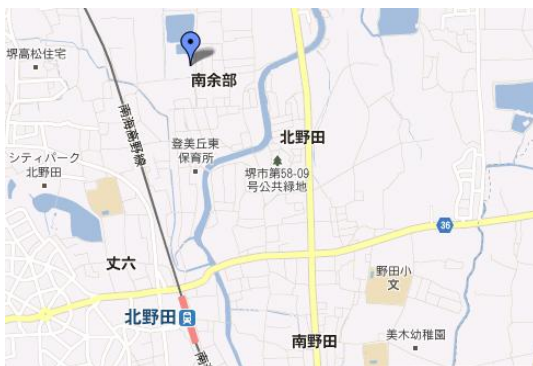 堺高松住宅
南余部
南海高野線
登美丘東
保育所
北野田
シティパーク
北野田
堺市第58-09
号公共緑地
36
丈六
野田小
文
北野田
南野田
美木幼稚園
南海